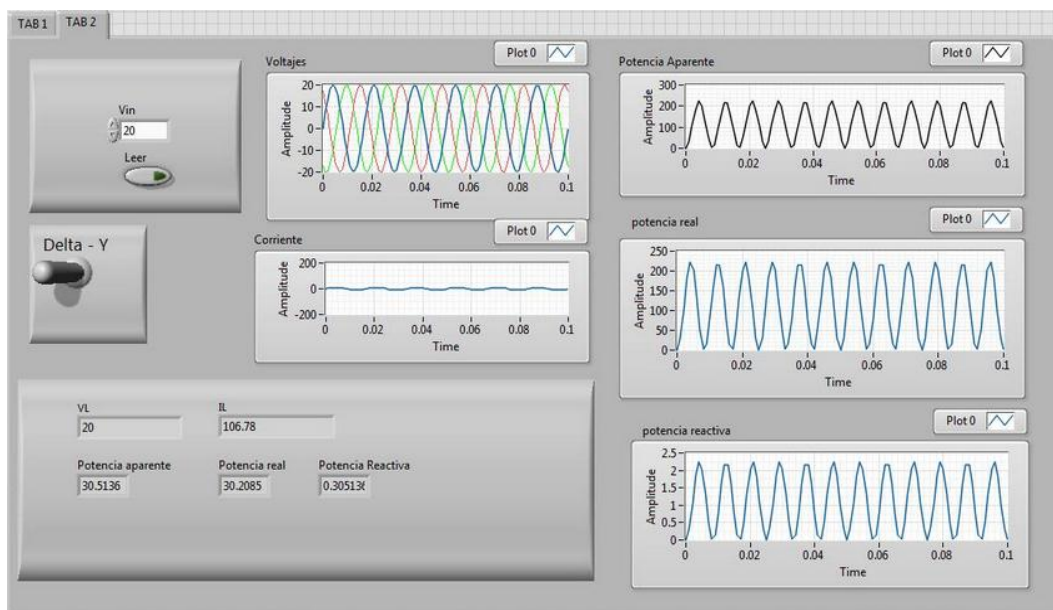 TAB 1 TAB 2
Vin
20
Leer
Delta - Y
Voltajes
Plot 0
Amplitude
20
10
0
-10
-20
0 0.02 0.04 0.06 0.08 0.1
Time
Corriente
Plot 0
Amplitude
200
0
-200
0 0.02 0.04 0.06 0.08 0.1
Time
Potencia Aparente
Plot 0
Amplitude
300
200
100
0
0 0.02 0.04 0.06 0.08 0.1
Time
potencia real
Plot 0
Amplitude
250
200
150
100
50
0
0 0.02 0.04 0.06 0.08 0.1
Time
potencia reactiva
Plot 0
Amplitude
2.5
2
1.5
1
0.5
0
0 0.02 0.04 0.06 0.08 0.1
Time
VL IL
20 106.78
Potencia aparente Potencia real Potencia Reactiva
30.5136 30.2085 0.30513